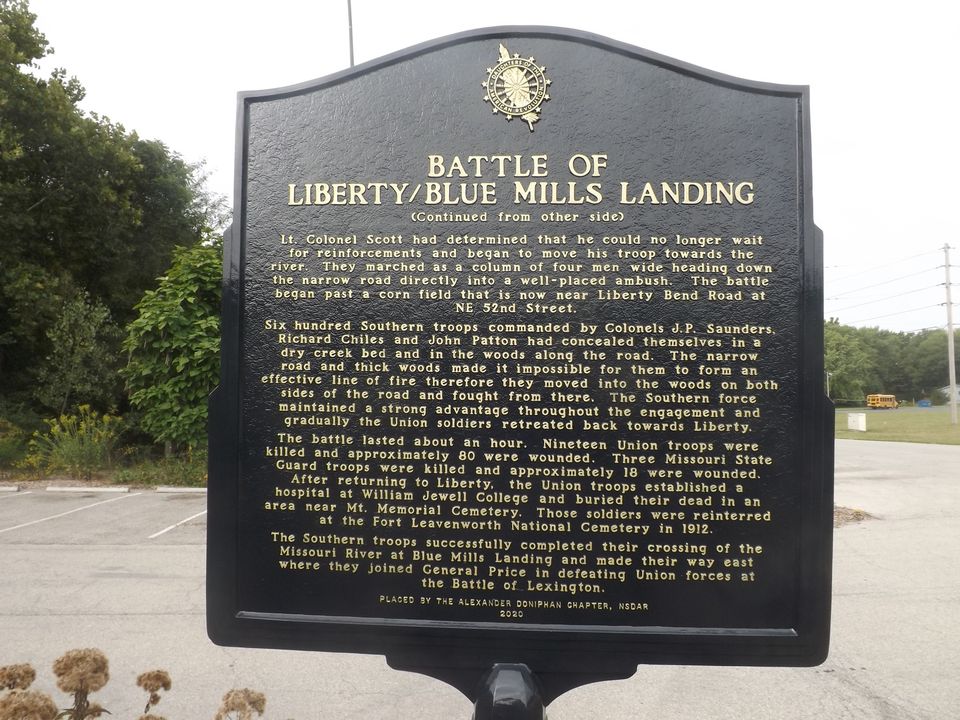 DAUGHTERS OF THE
AMERICAN REVOLUTION
BATTLE OF
LIBERTY/BLUE MILLS LANDING
(Continued from other side)
Lt. Colonel Scott had determined that he could no longer wait
for reinforcements and began to move his troop towards the
river. They marched as a column of four men wide heading down
the narrow road directly into a well-placed ambush. The battle
began past a corn field that is now near Liberty Bend Road at
NE 52nd Street.
Six hundred Southern troops commanded by Colonels J.P. Saunders,
Richard Chiles and John Patton had concealed themselves in a
dry creek bed and in the woods along the road. The narrow
road and thick woods made it impossible for them to form an
effective line of fire therefore they moved into the woods on both
sides of the road and fought from there. The Southern force
maintained a strong advantage throughout the engagement and
gradually the Union soldiers retreated back towards Liberty.
The battle lasted about an hour. Nineteen Union troops were
killed and approximately 80 were wounded. Three Missouri State
Guard troops were killed and approximately 18 were wounded.
After returning to Liberty, the Union troops established a
hospital at William Jewell College and buried their dead in an
area near Mt. Memorial Cemetery. Those soldiers were reinterred
at the Fort Leavenworth National Cemetery in 1912.
The Southern troops successfully completed their crossing of the
Missouri River at Blue Mills Landing and made their way east
where they joined General Price in defeating Union forces at
the Battle of Lexington.
PLACED BY THE ALEXANDER DONIPHAN CHAPTER, NSDAR
2020